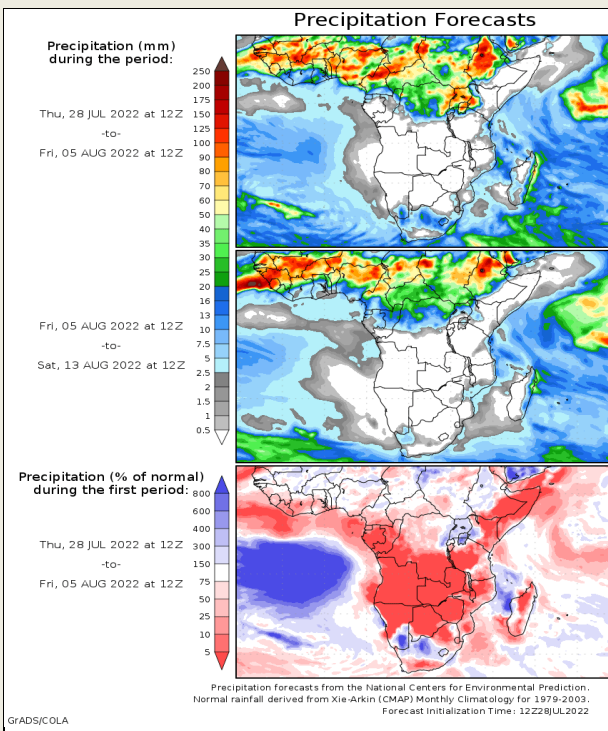 Precipitation Forecasts
Precipitation (mm)
during the period:
Thu, 28 JUL 2022 at 12Z
-to-
Fri, 05 AUG 2022 at 12Z
250
200
175
150
125
100
90
80
70
60
50
40
35
30
25
20
16
13
10
7.5
5
2.5
2
1.5
1
0.5
Fri, 05 AUG 2022 at 12Z
-to-
Sat, 13 AUG 2022 at 12Z
Precipitation (% of normal)
during the first period:
Thu, 28 JUL 2022 at 12Z
-to-
Fri, 05 AUG 2022 at 12Z
800
600
400
300
150
75
50
25
10
5
Precipitation forecasts from the National Centers for Environmental Prediction.
Normal rainfall derived from Xie-Arkin (CMAP) Monthly Climatology for 1979-2003.
Forecast Initialization Time: 12Z28JUL2022
GrADS/COLA